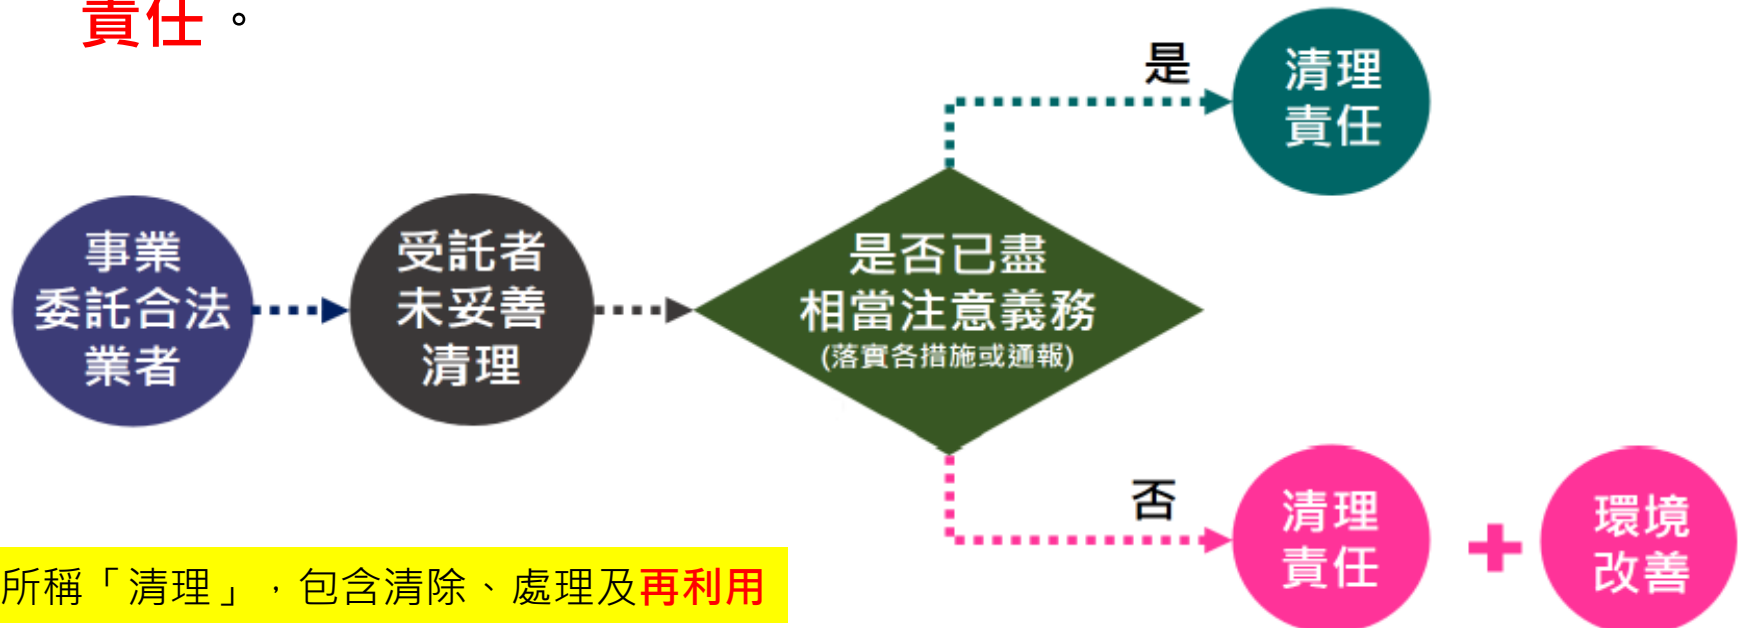 責任。
是
清理
責任
事業
委託合法
業者
受託者
未妥善
清理
是否已盡
相當注意義務
(落實各措施或通報)
否
清理
責任
+
環境
改善
所稱「清理」，包含清除、處理及再利用